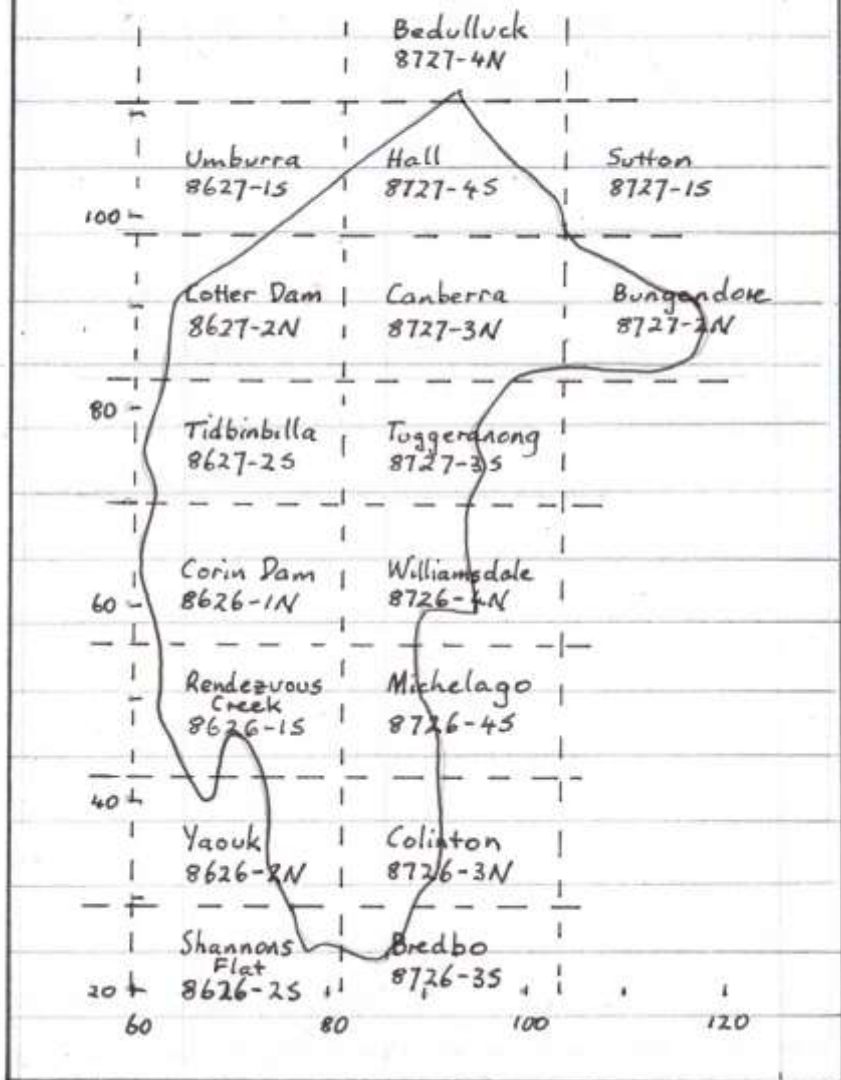 Bedulluck
8727-4N
Umburra Hall Sutton
8627-1S 8727-4S 8727-1S
100
Cotter Dam Canberra Bungendore
8627-2N 8727-3N 8727-2N
80
Tidbinbilla Tuggeranong
8627-2S 8727-3S
Corin Dam Williamsdale
8626-1N 8726-4N
60
Rendezvous Michelago
Creek
8626-1S 8726-4S
40
Yaouk Colinton
8626-2N 8726-3N
Shannons Bredbo
Flat
8626-2S 8726-3S
20
60 80 100 120